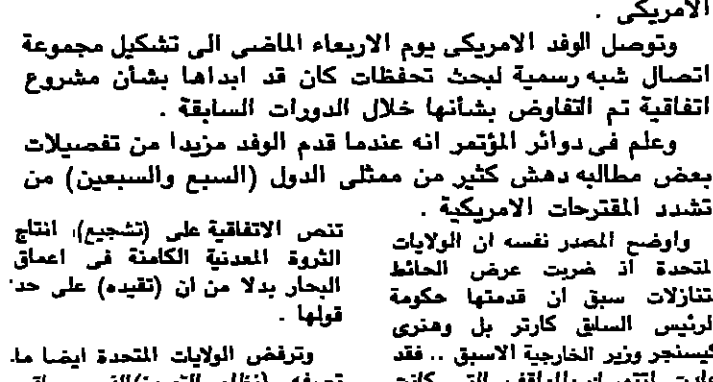 الامريكى .
وتوصل الوفد الامريكى يوم الاربعاء الماضى الى تشكيل مجموعة
اتصال شبه رسمية لبحث تحفظات كان قد ابداها بشأن مشروع
اتفاقية تم التفاوض بشأنها خلال الدورات السابقة .
وعلم فى دوائر المؤتمر انه عندما قدم الوفد مزيدا من تفصيلات
بعض مطالبه دهش كثير من ممثلى الدول (السبع والسبعين) من
تشدد المقترحات الامريكية .
واوضح المصدر نفسه ان الولايات
لمتحدة اذ ضربت عرض الحائط
تنازلات سبق ان قدمتها حكومة
لرئيس السابق كارتر بل وهنرى
كيسنجر وزير الخارجية الاسبق .. فقد
كانت
تنص الاتفاقية على (تشجيع) انتاج
الثروة المعدنية الكامنة فى اعماق
البحار بدلا من ان (تقيده) على حد
قولها .
وترفض الولايات المتحدة ايضا ما